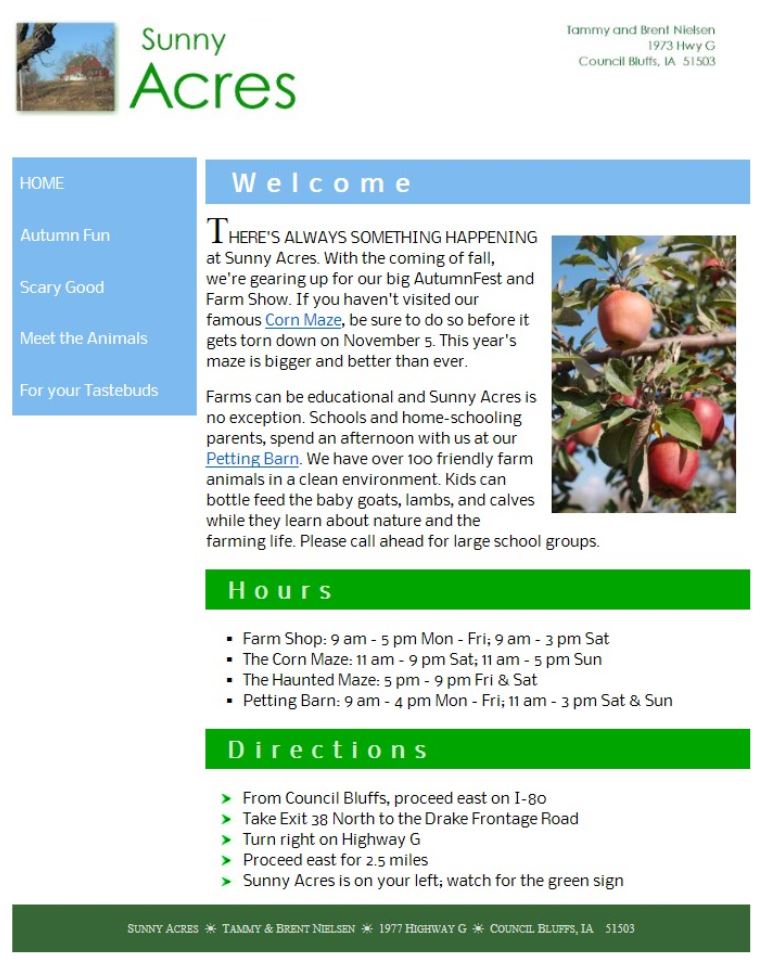 Sunny
Acres
Tammy and Brent Nielsen
1973 Hwy G
Council Bluffs, IA  51503
HOME
Autumn Fun
Scary Good
Meet the Animals
For your Tastebuds
Welcome
THERE'S ALWAYS SOMETHING HAPPENING
at Sunny Acres. With the coming of fall,
we're gearing up for our big AutumnFest and
Farm Show. If you haven't visited our
famous Corn Maze, be sure to do so before it
gets torn down on November 5. This year's
maze is bigger and better than ever.
Farms can be educational and Sunny Acres is
no exception. Schools and home-schooling
parents, spend an afternoon with us at our
Petting Barn. We have over 100 friendly farm
animals in a clean environment. Kids can
bottle feed the baby goats, lambs, and calves
while they learn about nature and the
farming life. Please call ahead for large school groups.
Hours
▪ Farm Shop: 9 am - 5 pm Mon - Fri; 9 am - 3 pm Sat
▪ The Corn Maze: 11 am - 9 pm Sat; 11 am - 5 pm Sun
▪ The Haunted Maze: 5 pm - 9 pm Fri & Sat
▪ Petting Barn: 9 am - 4 pm Mon - Fri; 11 am - 3 pm Sat & Sun
Directions
➤ From Council Bluffs, proceed east on I-80
➤ Take Exit 38 North to the Drake Frontage Road
➤ Turn right on Highway G
➤ Proceed east for 2.5 miles
➤ Sunny Acres is on your left; watch for the green sign
SUNNY ACRES ☀ TAMMY & BRENT NIELSEN ☀ 1977 HIGHWAY G ☀ COUNCIL BLUFFS, IA  51503